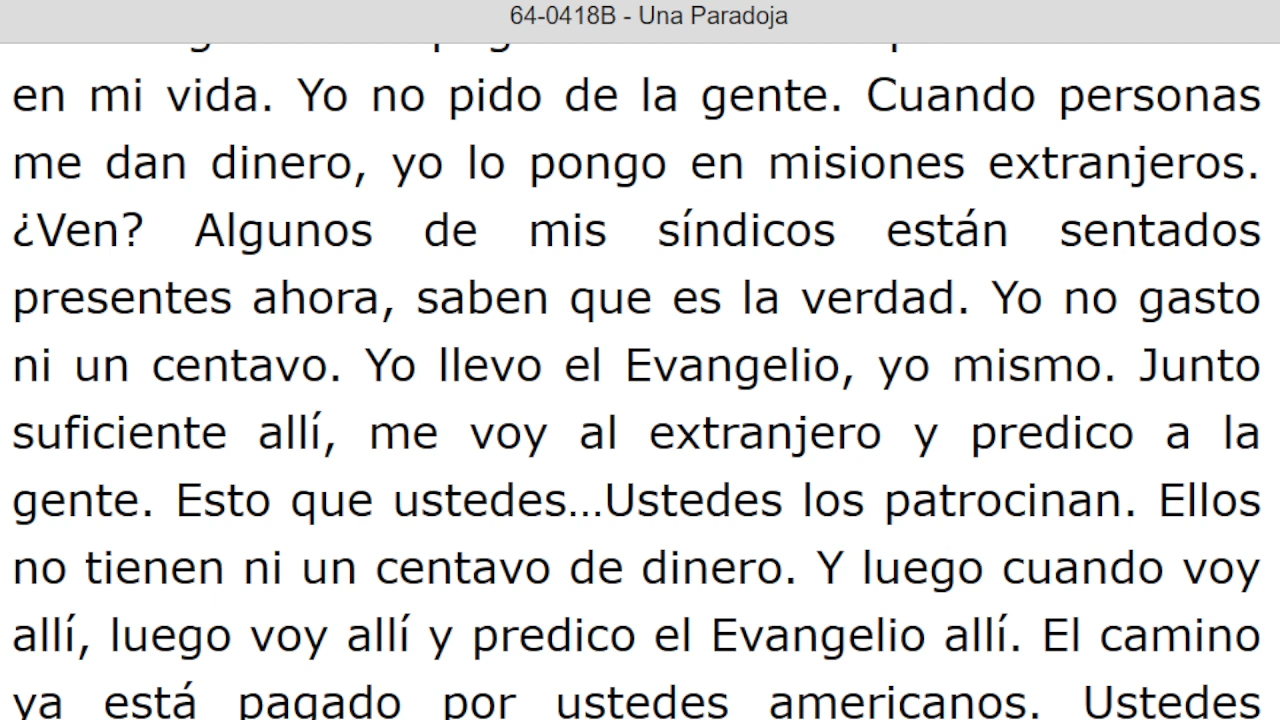 64-0418B - Una Paradoja
en mi vida. Yo no pido de la gente. Cuando personas
me dan dinero, yo lo pongo en misiones extranjeros.
¿Ven? Algunos de mis síndicos están sentados
presentes ahora, saben que es la verdad. Yo no gasto
ni un centavo. Yo llevo el Evangelio, yo mismo. Junto
suficiente allí, me voy al extranjero y predico a la
gente. Esto que ustedes...Ustedes los patrocinan. Ellos
no tienen ni un centavo de dinero. Y luego cuando voy
allí, luego voy allí y predico el Evangelio allí. El camino
ya está pagado por ustedes americanos. Ustedes